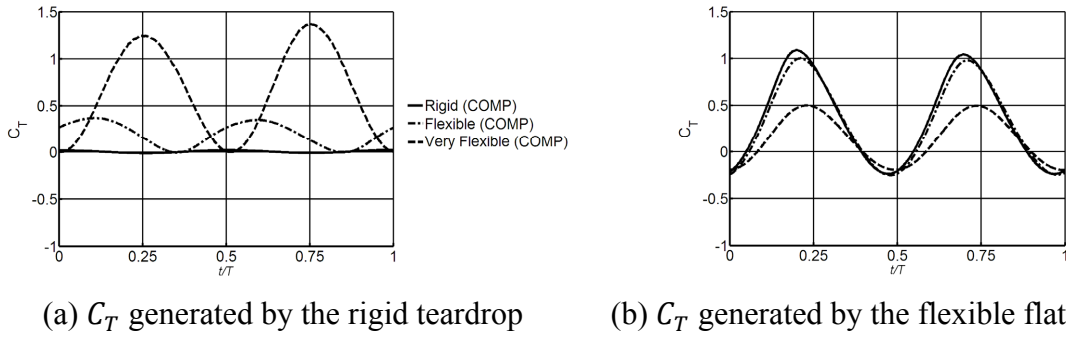 1.5
1
0.5
0
-0.5
-1
C_T
0
0.25
0.5
0.75
1
t/T
Rigid (COMP)
Flexible (COMP)
Very Flexible (COMP)
1.5
1
0.5
0
-0.5
-1
C_T
0
0.25
0.5
0.75
1
t/T
(a) C_T generated by the rigid teardrop
(b) C_T generated by the flexible flat